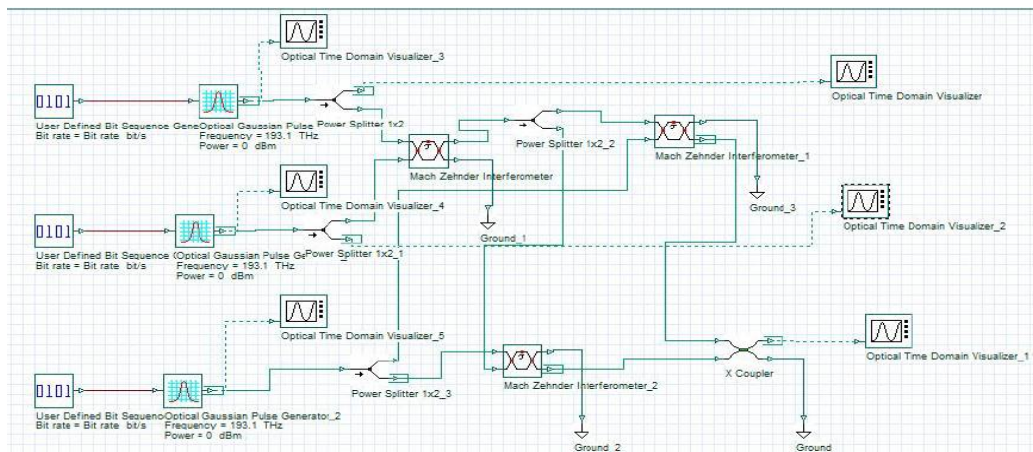 Optical Time Domain Visualizer_3
Optical Time Domain Visualizer
0101
User Defined Bit Sequence Gene
Optical Gaussian Pulse
Bit rate = Bit rate bit/s
Frequency = 193.1 THz
Power = 0 dBm
Power Splitter 1x2
Power Splitter 1x2_2
Mach Zehnder Interferometer
Mach Zehnder Interferometer_1
Optical Time Domain Visualizer_4
Ground_3
Ground_1
Optical Time Domain Visualizer_2
0101
User Defined Bit Sequence
Optical Gaussian Pulse Ge
Bit rate = Bit rate bit/s
Frequency = 193.1 THz
Power = 0 dBm
Power Splitter 1x2_1
Optical Time Domain Visualizer_5
Optical Time Domain Visualizer_1
X Coupler
0101
User Defined Bit Sequenc
Optical Gaussian Pulse Generator_2
Bit rate = Bit rate bit/s
Frequency = 193.1 THz
Power = 0 dBm
Power Splitter 1x2_3
Mach Zehnder Interferometer_2
Ground_2
Ground